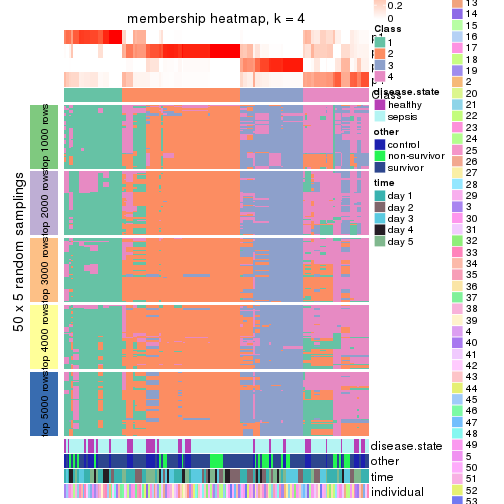 membership heatmap, k = 4
0.2
0
Class
1
2
3
4
Class
disease.state
healthy
sepsis
other
control
non-survivor
survivor
time
day 1
day 2
day 3
day 4
day 5
50 x 5 random samplings
top 1000 rows
top 2000 rows
top 3000 rows
top 4000 rows
top 5000 rows
disease.state
other
time
individual
13
14
15
16
17
18
19
2
20
21
22
23
24
25
26
27
28
29
3
30
31
32
33
34
35
36
37
38
39
4
40
41
42
43
44
45
46
47
48
49
5
50
51
52
53